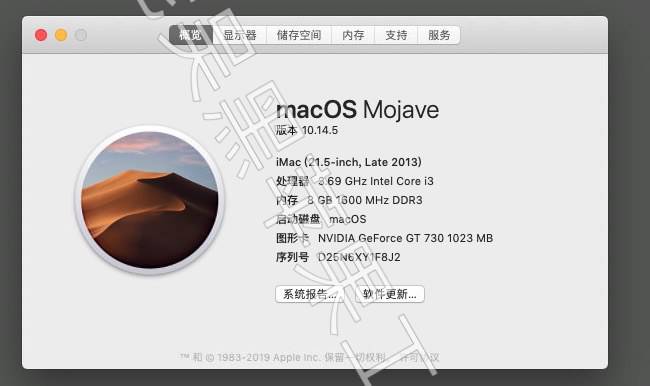 概览 显示器 储存空间 内存 支持 服务
macOS Mojave
版本 10.14.5
iMac (21.5-inch, Late 2013)
处理器 3.69 GHz Intel Core i3
内存 8 GB 1600 MHz DDR3
启动磁盘 macOS
图形卡 NVIDIA GeForce GT 730 1023 MB
序列号
系统报告... 软件更新...
™ 和 © 1983-2019 Apple Inc. 保留一切权利。 许可协议
黑苹果工